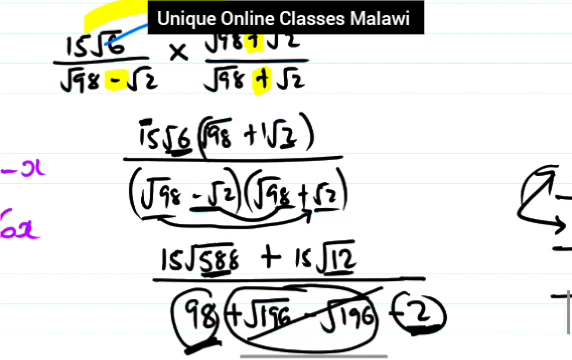 Unique Online Classes Malawi
15√6 / (√98 - √2) × (√98 + √2) / (√98 + √2)
15√6 (√98 + 1√2)
(√98 - √2)(√98 + √2)
-x
6x
15√588 + 15√12
98 + √196 - √196 - 2